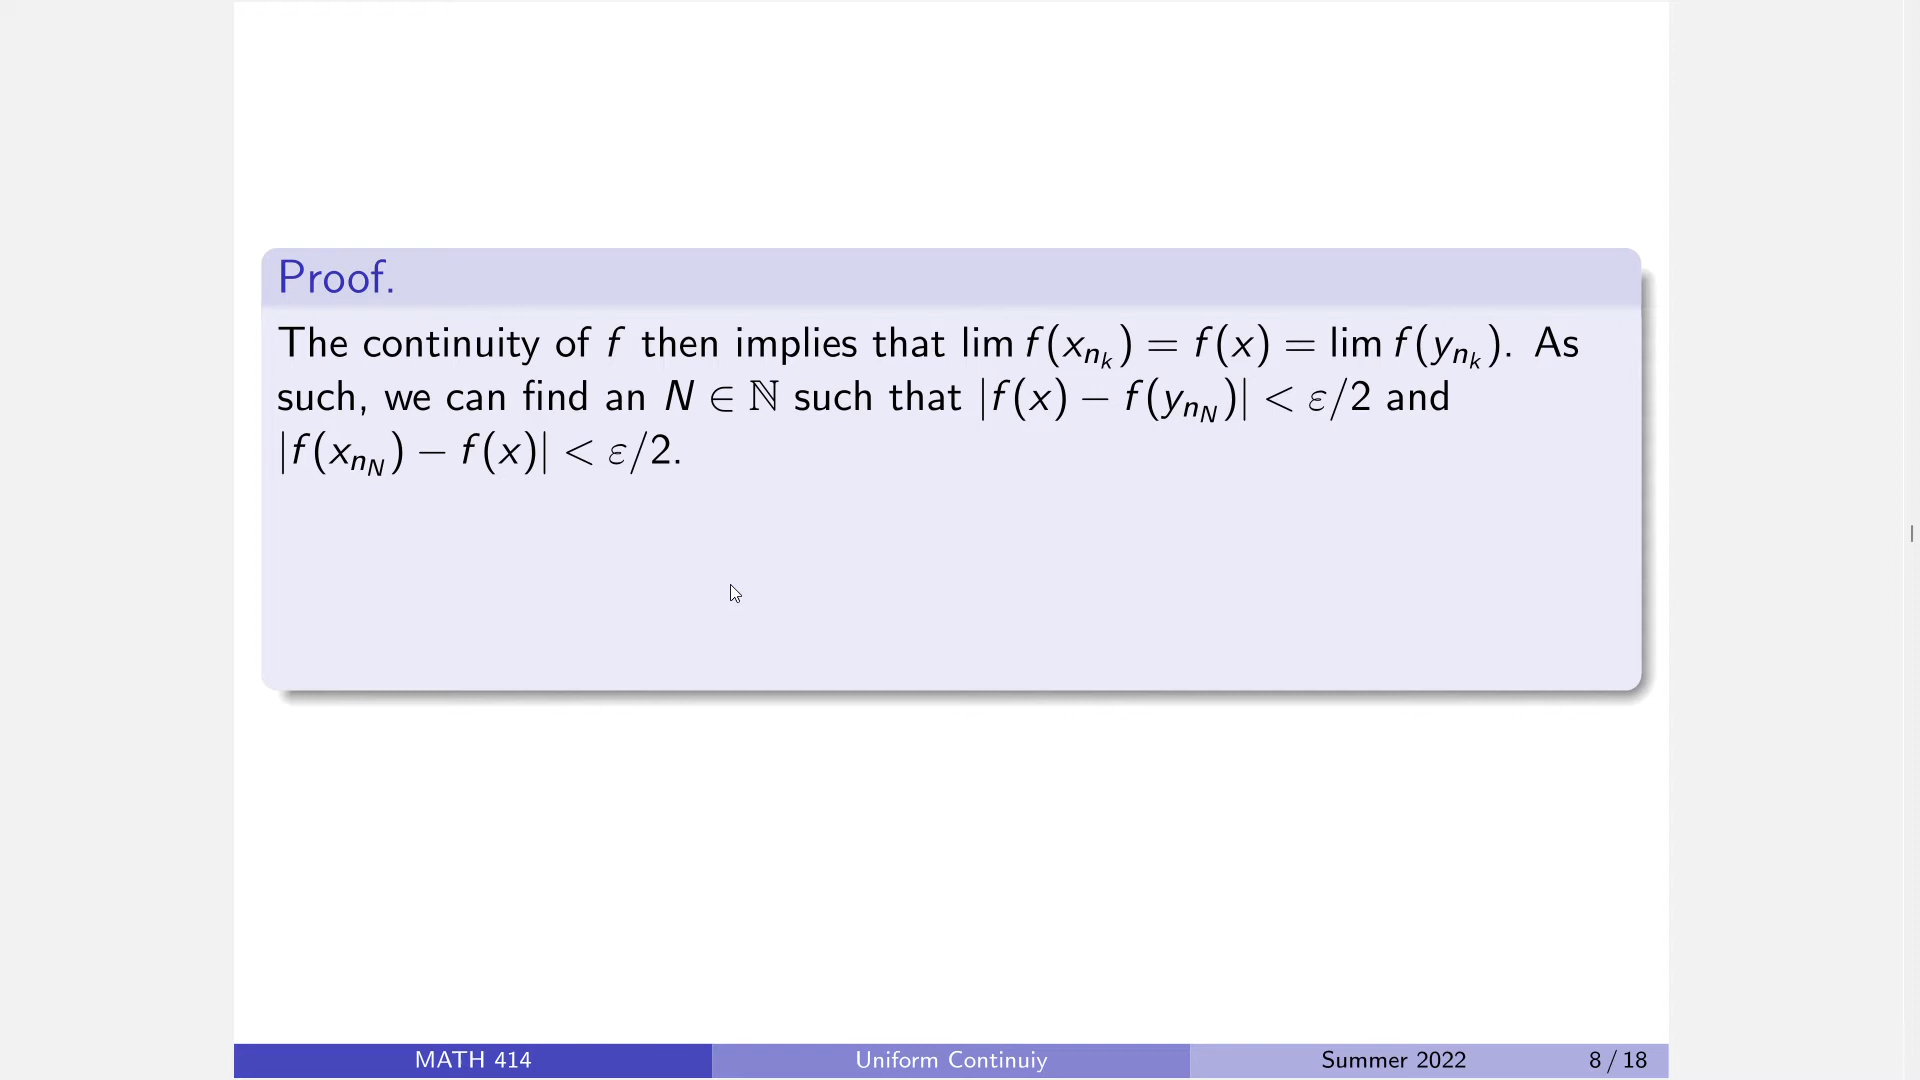 Proof.
The continuity of f then implies that lim f(x_{n_k}) = f(x) = lim f(y_{n_k}). As
such, we can find an N ∈ ℕ such that |f(x) − f(y_{n_N})| < ε/2 and
|f(x_{n_N}) − f(x)| < ε/2.
MATH 414 Uniform Continuiy Summer 2022 8 / 18